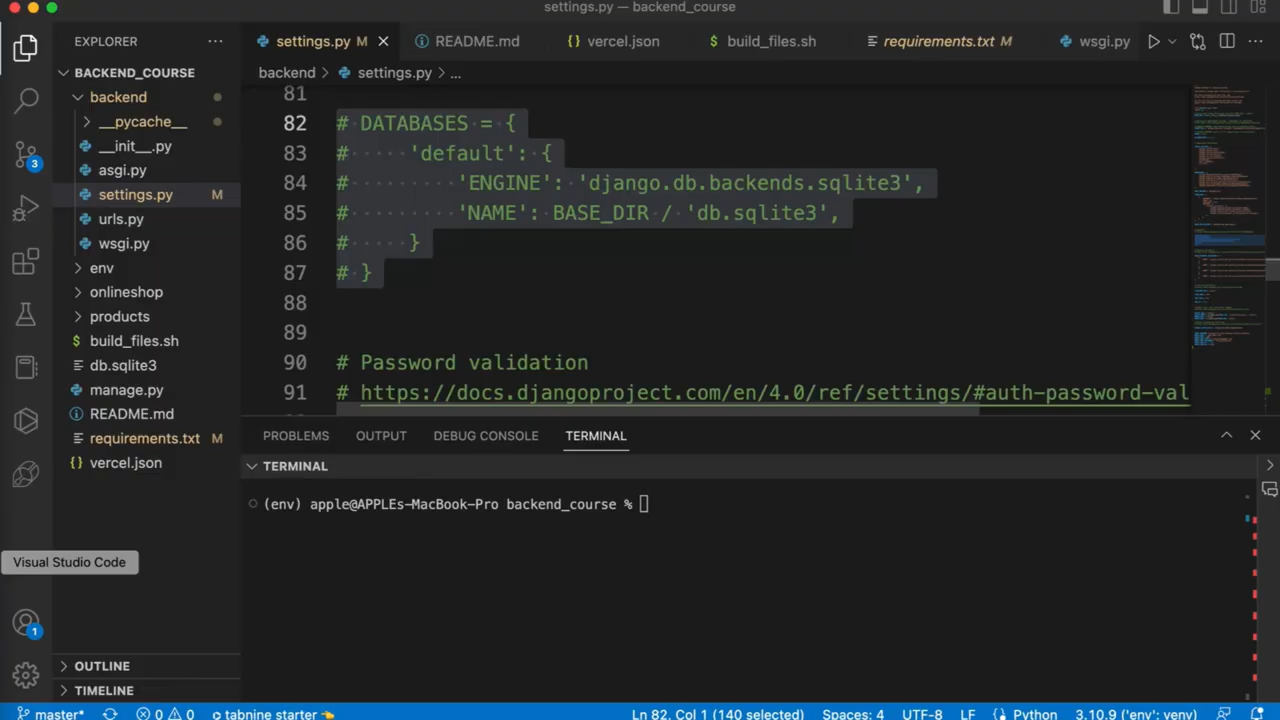 settings.py — backend_course
EXPLORER
settings.py M
README.md
{} vercel.json
$ build_files.sh
requirements.txt M
wsgi.py
BACKEND_COURSE
backend > settings.py > ...
backend
__pycache__
__init__.py
asgi.py
settings.py M
urls.py
wsgi.py
env
onlineshop
products
$ build_files.sh
db.sqlite3
manage.py
README.md
requirements.txt M
{} vercel.json
3
Visual Studio Code
1
OUTLINE
TIMELINE
81
82 # DATABASES = {
83 #     'default': {
84 #         'ENGINE': 'django.db.backends.sqlite3',
85 #         'NAME': BASE_DIR / 'db.sqlite3',
86 #     }
87 # }
88
89
90 # Password validation
91 # https://docs.djangoproject.com/en/4.0/ref/settings/#auth-password-val
PROBLEMS OUTPUT DEBUG CONSOLE TERMINAL
TERMINAL
(env) apple@APPLEs-MacBook-Pro backend_course %
master* 0 0 tabnine starter Ln 82, Col 1 (140 selected) Spaces: 4 UTF-8 LF Python 3.10.9 ('env': venv)